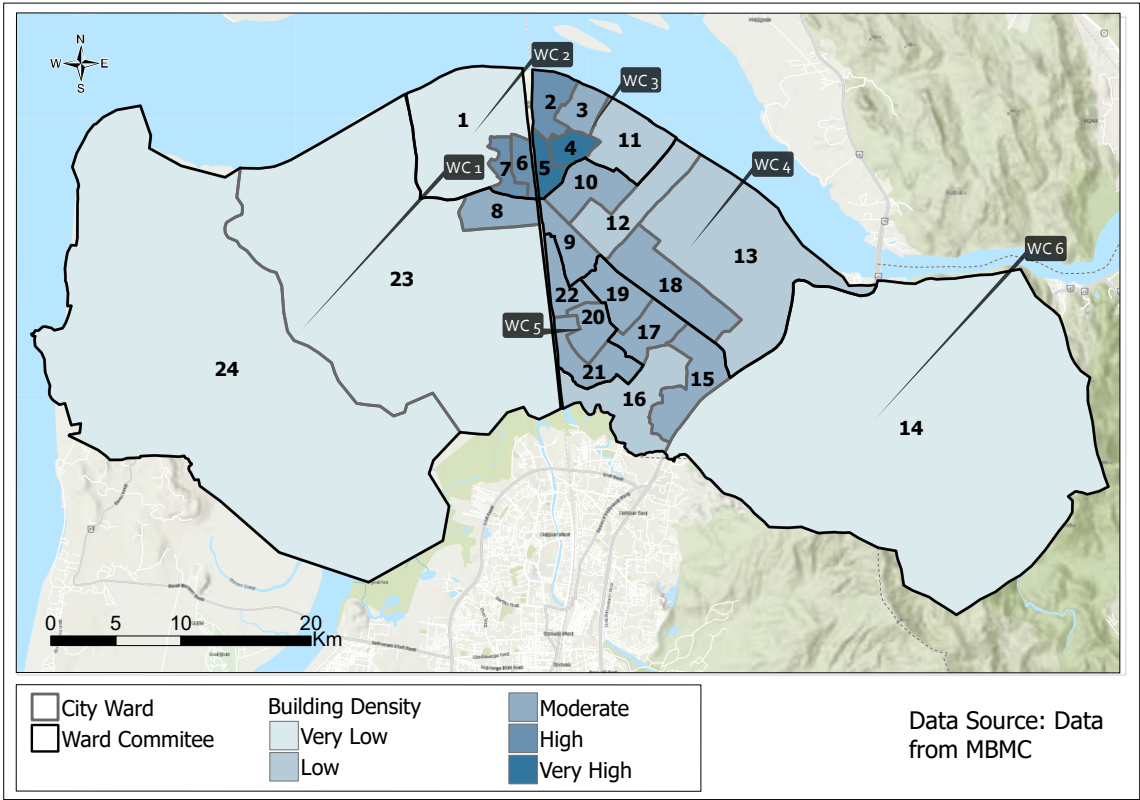 N
W E
S
WC 2
WC 3
WC 1
WC 4
WC 6
WC 5
1
2
3
4
5
6
7
8
9
10
11
12
13
14
15
16
17
18
19
20
21
22
23
24
0 5 10 20
Km
City Ward
Ward Commitee
Building Density
Very Low
Low
Moderate
High
Very High
Data Source: Data
from MBMC